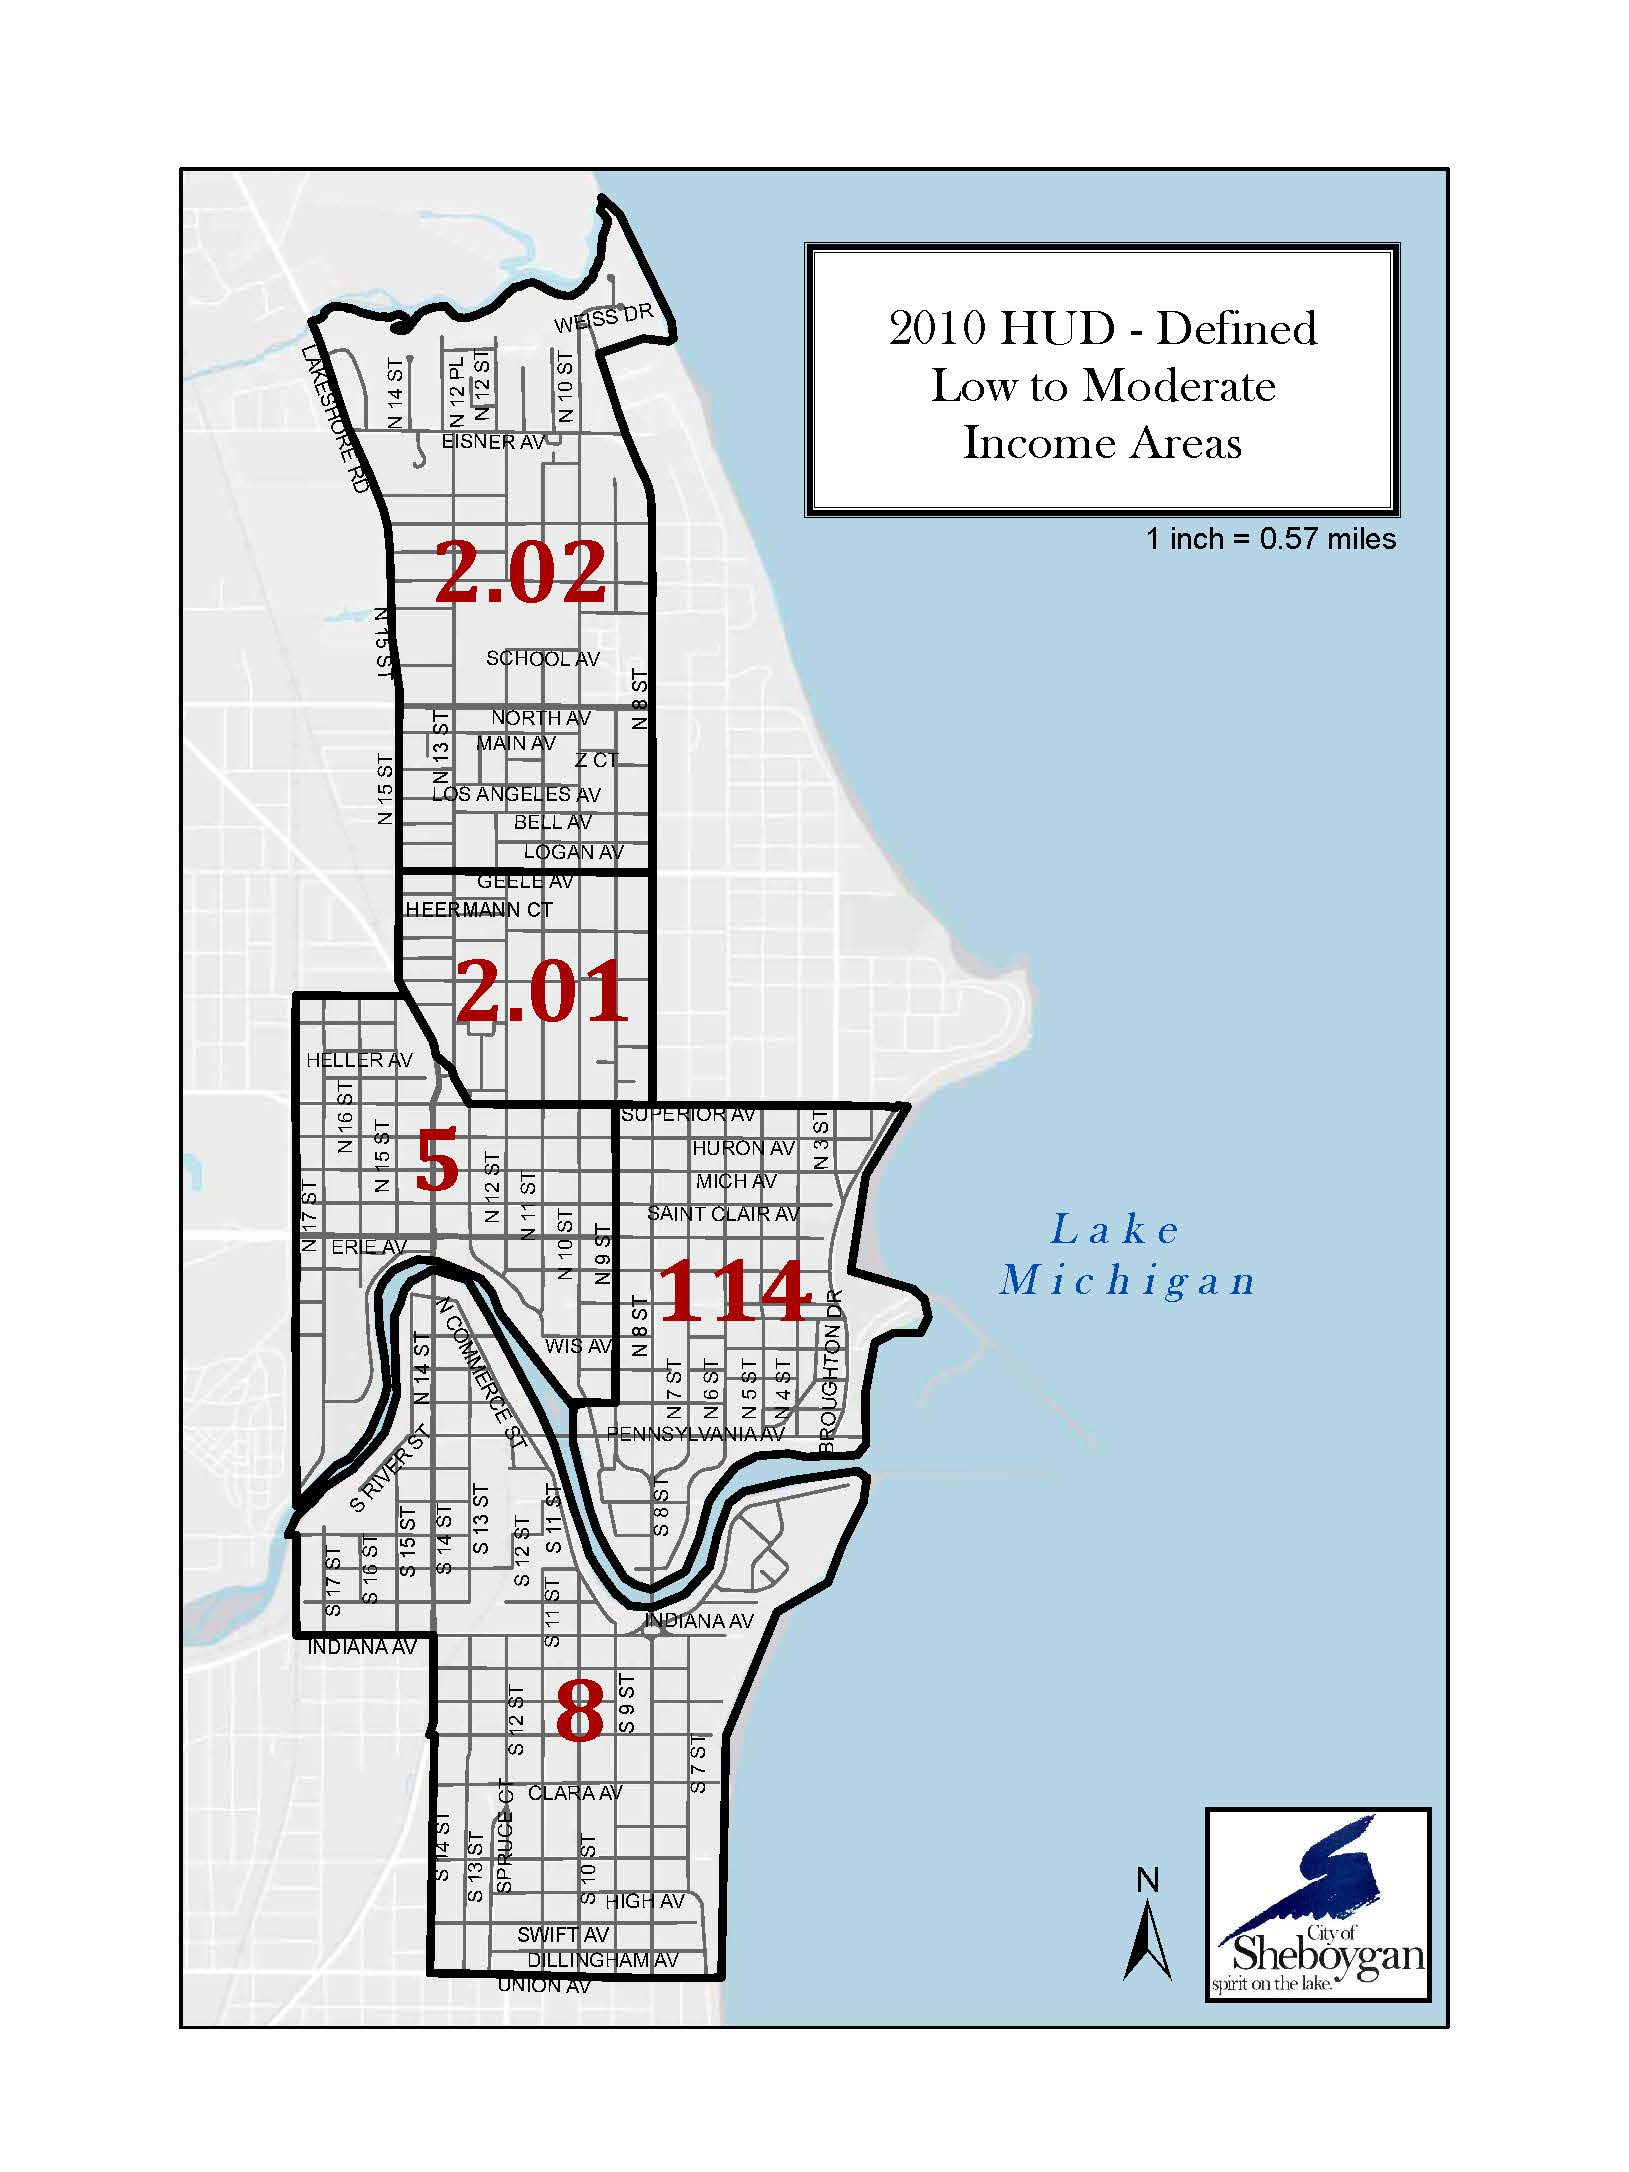 2010 HUD - Defined
Low to Moderate
Income Areas
1 inch = 0.57 miles
WEISS DR
LAKESHORE RD
N 14 ST
N 12 PL
N 12 ST
N 10 ST
EISNER AV
2.02
N 15 ST
SCHOOL AV
N 8 ST
NORTH AV
N 13 ST
MAIN AV
Z CT
N 15 ST
LOS ANGELES AV
BELL AV
LOGAN AV
GEELE AV
HEERMANN CT
2.01
HELLER AV
N 16 ST
SUPERIOR AV
N 3 ST
HURON AV
N 15 ST
5
N 12 ST
MICH AV
N 17 ST
N 11 ST
SAINT CLAIR AV
N 10 ST
N 9 ST
ERIE AV
Lake
Michigan
114
N 8 ST
BROUGHTON DR
N COMMERCE ST
WIS AV
N 14 ST
N 7 ST
N 6 ST
N 5 ST
N 4 ST
PENNSYLVANIA AV
S RIVER ST
S 8 ST
S 13 ST
S 11 ST
S 15 ST
S 14 ST
S 12 ST
S 17 ST
S 16 ST
S 11 ST
INDIANA AV
INDIANA AV
8
S 9 ST
S 12 ST
S 7 ST
CLARA AV
SPRUCE CT
S 14 ST
S 13 ST
S 10 ST
HIGH AV
SWIFT AV
DILLINGHAM AV
UNION AV
N
City of
Sheboygan
spirit on the lake.